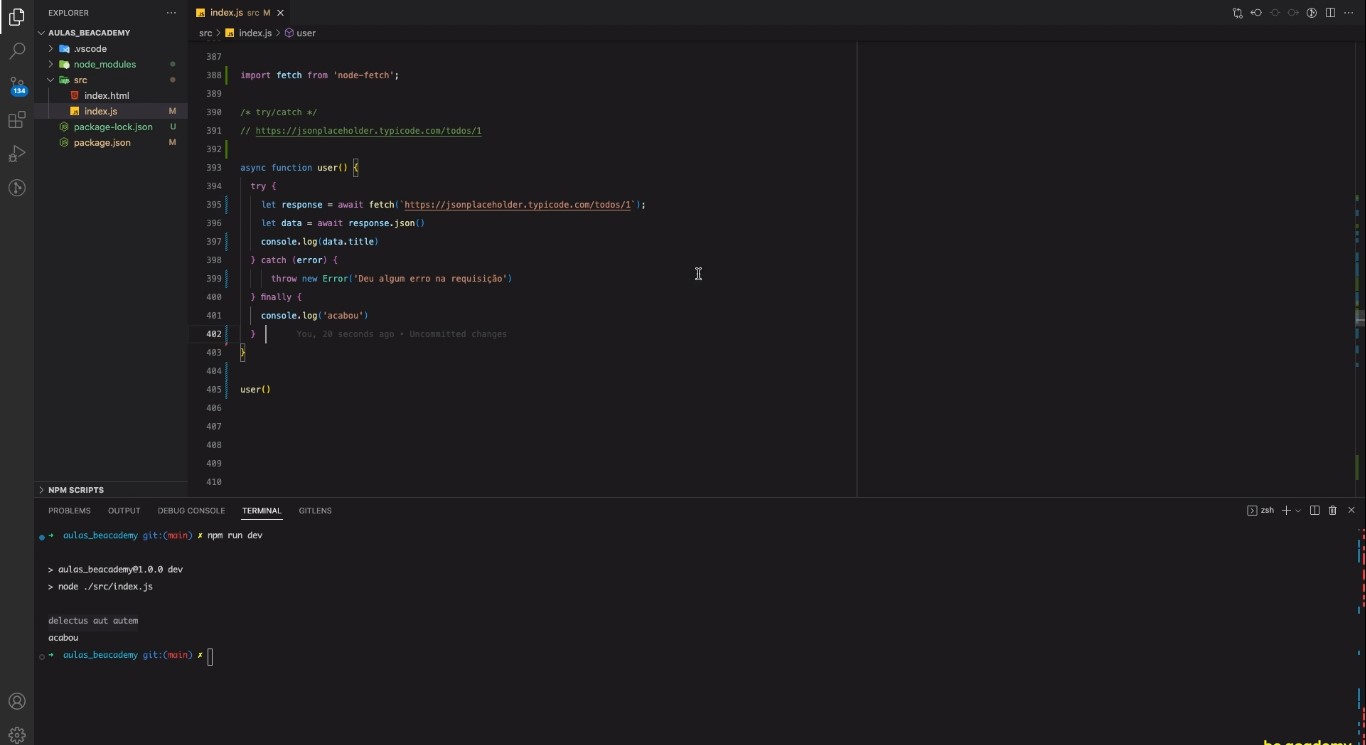 EXPLORER
···
AULAS_BEACADEMY
.vscode
node_modules
src
index.html
index.js M
package-lock.json U
package.json M
134
NPM SCRIPTS
index.js src M
src > index.js > user
387
388 import fetch from 'node-fetch';
389
390 /* try/catch */
391 // https://jsonplaceholder.typicode.com/todos/1
392
393 async function user() {
394 try {
395 let response = await fetch(`https://jsonplaceholder.typicode.com/todos/1`);
396 let data = await response.json()
397 console.log(data.title)
398 } catch (error) {
399 throw new Error('Deu algum erro na requisição')
400 } finally {
401 console.log('acabou')
402 } You, 20 seconds ago • Uncommitted changes
403 }
404
405 user()
406
407
408
409
410
PROBLEMS OUTPUT DEBUG CONSOLE TERMINAL GITLENS
zsh
➜ aulas_beacademy git:(main) ✗ npm run dev
> aulas_beacademy@1.0.0 dev
> node ./src/index.js
delectus aut autem
acabou
➜ aulas_beacademy git:(main) ✗